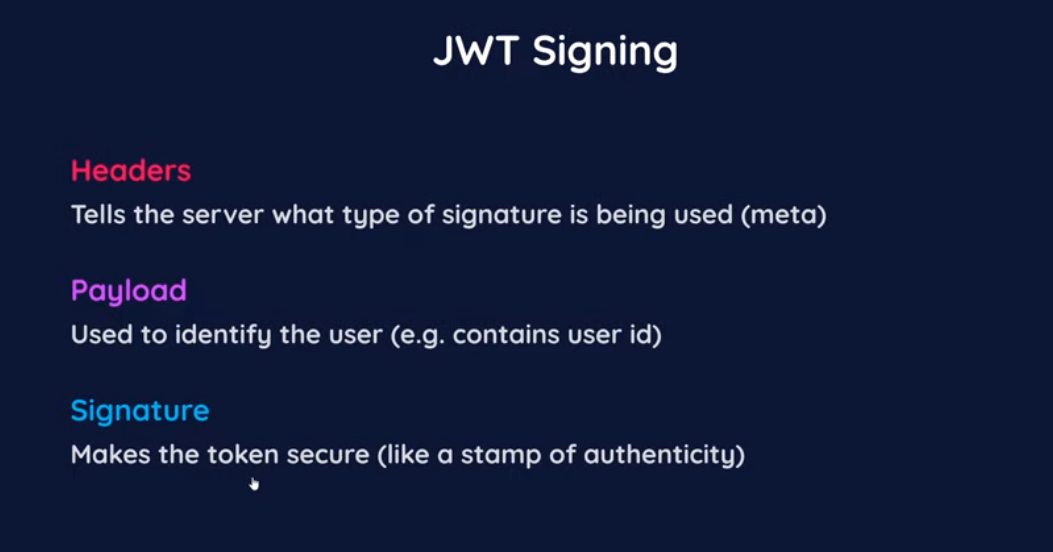 JWT Signing
Headers
Tells the server what type of signature is being used (meta)
Payload
Used to identify the user (e.g. contains user id)
Signature
Makes the token secure (like a stamp of authenticity)